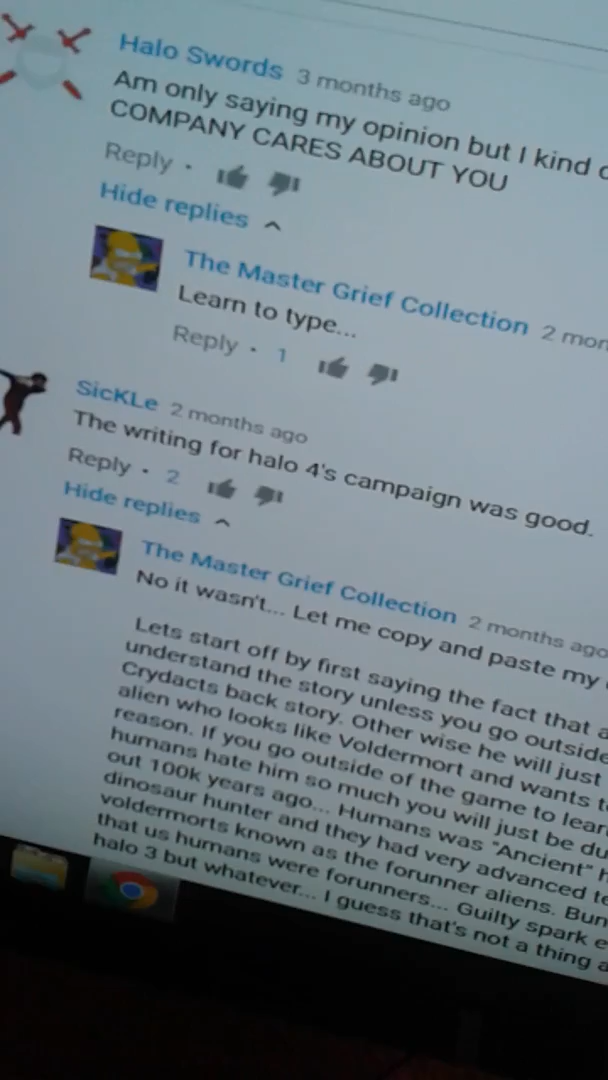 Halo Swords 3 months ago
Am only saying my opinion but I kind
COMPANY CARES ABOUT YOU
Reply
Hide replies
The Master Grief Collection 2 mon
Learn to type...
Reply 1
SicKLe 2 months ago
The writing for halo 4's campaign was good.
Reply 2
Hide replies
The Master Grief Collection 2 months ago
No it wasn't... Let me copy and paste my
Lets start off by first saying the fact that a
understand the story unless you go outside
Crydacts back story. Other wise he will just
alien who looks like Voldermort and wants t
reason. If you go outside of the game to lear
humans hate him so much you will just be du
out 100k years ago... Humans was "Ancient" h
dinosaur hunter and they had very advanced te
voldermorts known as the forunner aliens. Bun
that us humans were forunners... Guilty spark e
halo 3 but whatever... I guess that's not a thing a